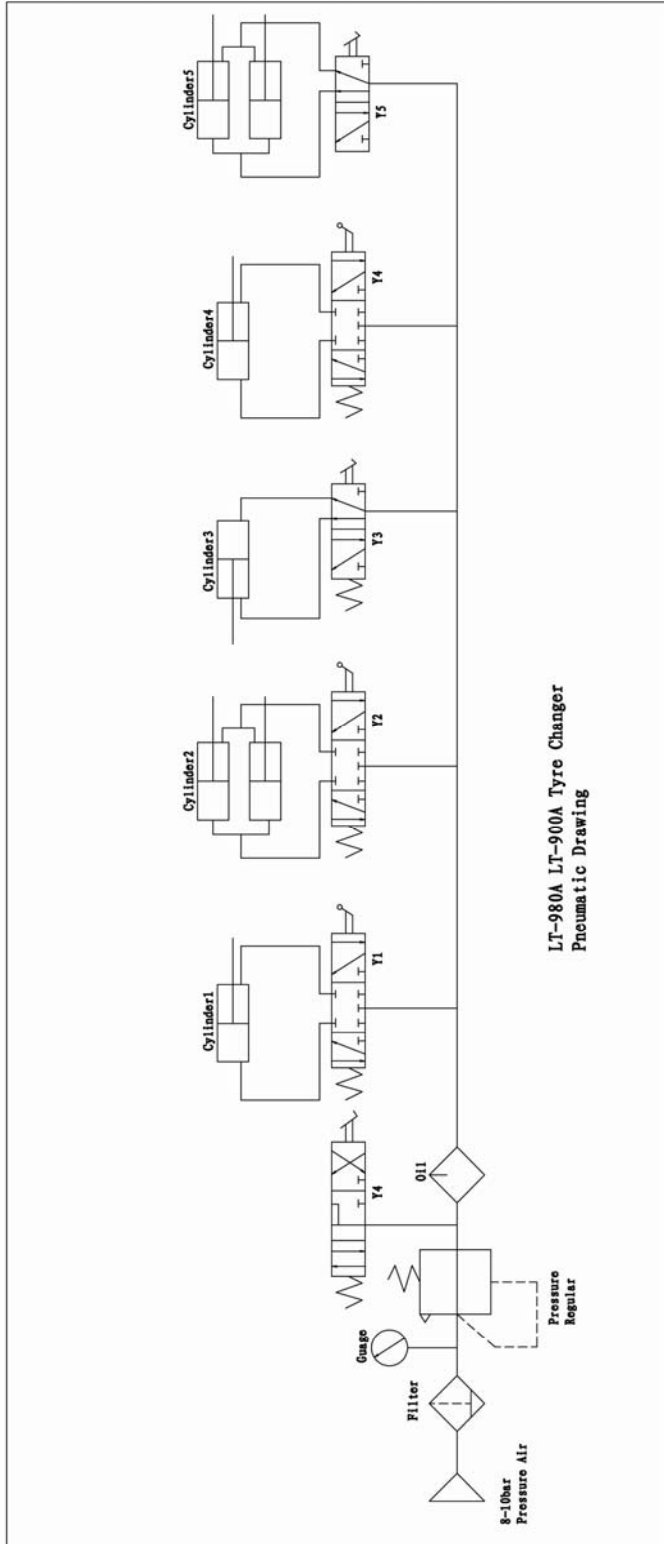 Cylinder1
Cylinder2
Cylinder3
Cylinder4
Cylinder5
Y4
Y1
Y2
Y3
Y4
Y5
8-10bar
Pressure Air
Filter
Guage
Pressure
Regular
Oil
LT-980A LT-900A Tyre Changer
Pneumatic Drawing